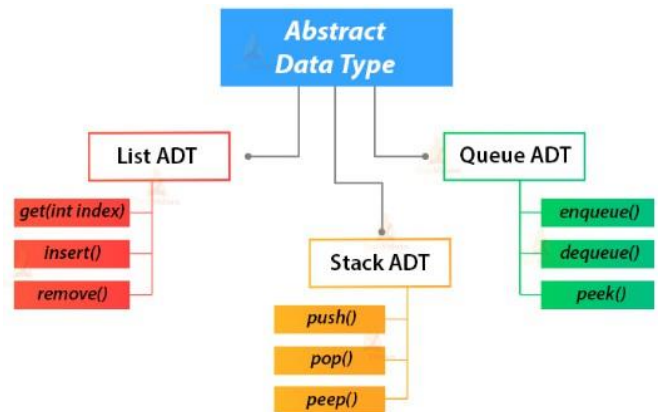 Abstract
Data Type
List ADT
get(int index)
insert()
remove()
Stack ADT
push()
pop()
peep()
Queue ADT
enqueue()
dequeue()
peek()